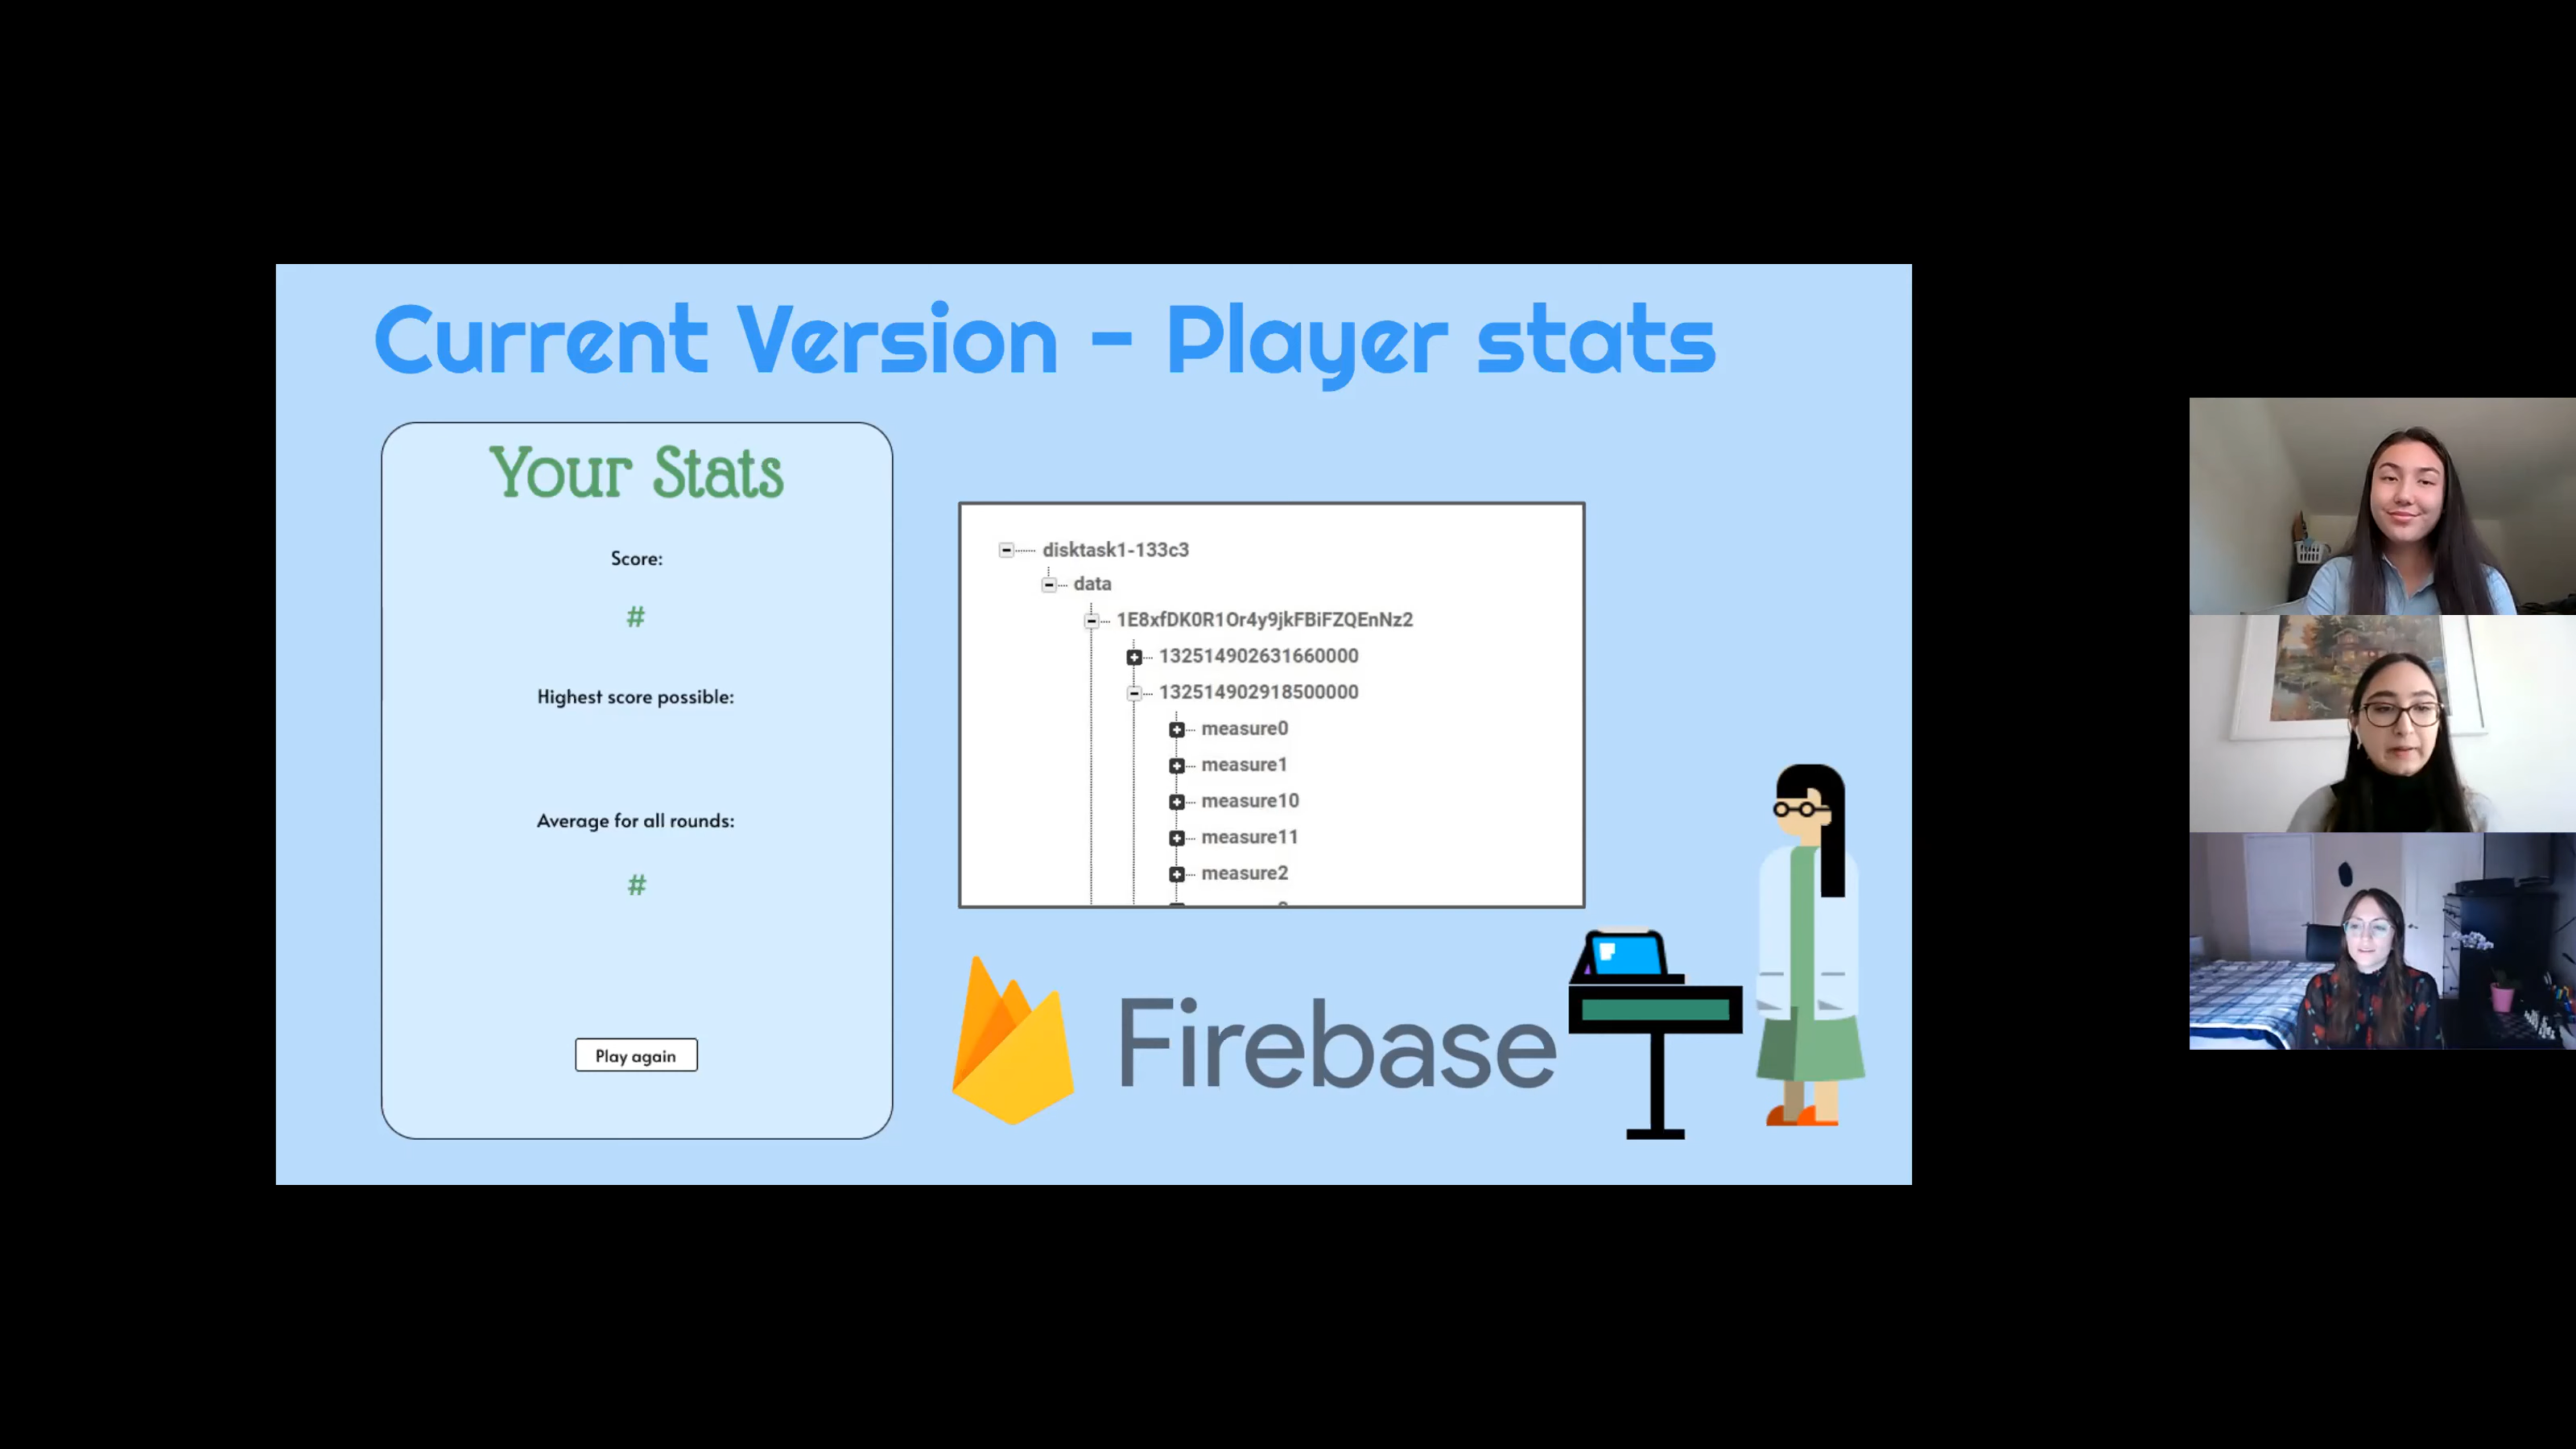 Current Version - Player stats
Your Stats
Score:
#
Highest score possible:
Average for all rounds:
#
Play again
disktask1-133c3
data
1E8xfDK0R1Or4y9jkFBiFZQEnNz2
132514902631660000
132514902918500000
measure0
measure1
measure10
measure11
measure2
Firebase